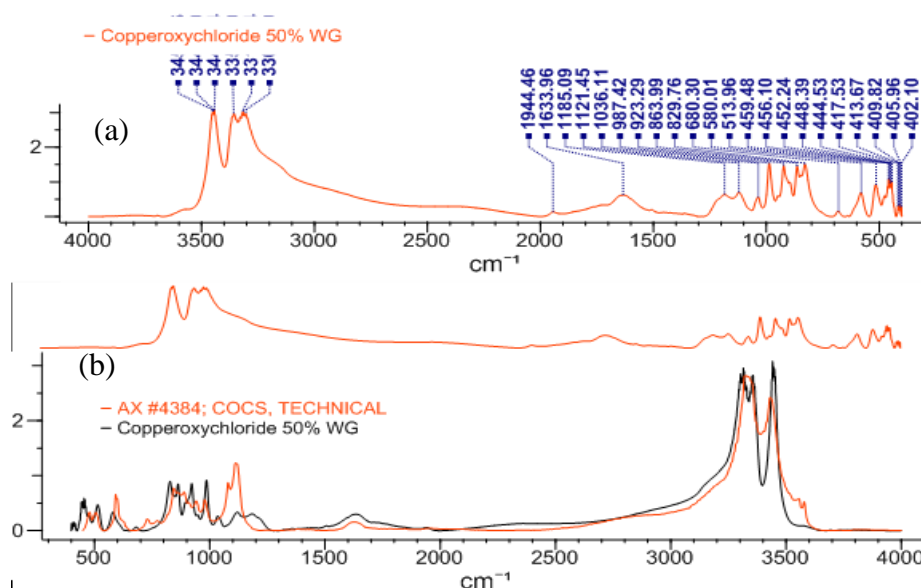 – Copperoxychloride 50% WG
(a)
1944.46
1633.96
1185.09
1121.45
1036.11
987.42
923.29
863.99
829.76
680.30
580.01
513.96
459.48
456.10
452.24
448.39
444.53
417.53
413.67
409.82
405.96
402.10
2
4000 3500 3000 2500 2000 1500 1000 500
cm⁻¹
(b)
– AX #4384; COCS, TECHNICAL
– Copperoxychloride 50% WG
2
0
500 1000 1500 2000 2500 3000 3500 4000
cm⁻¹